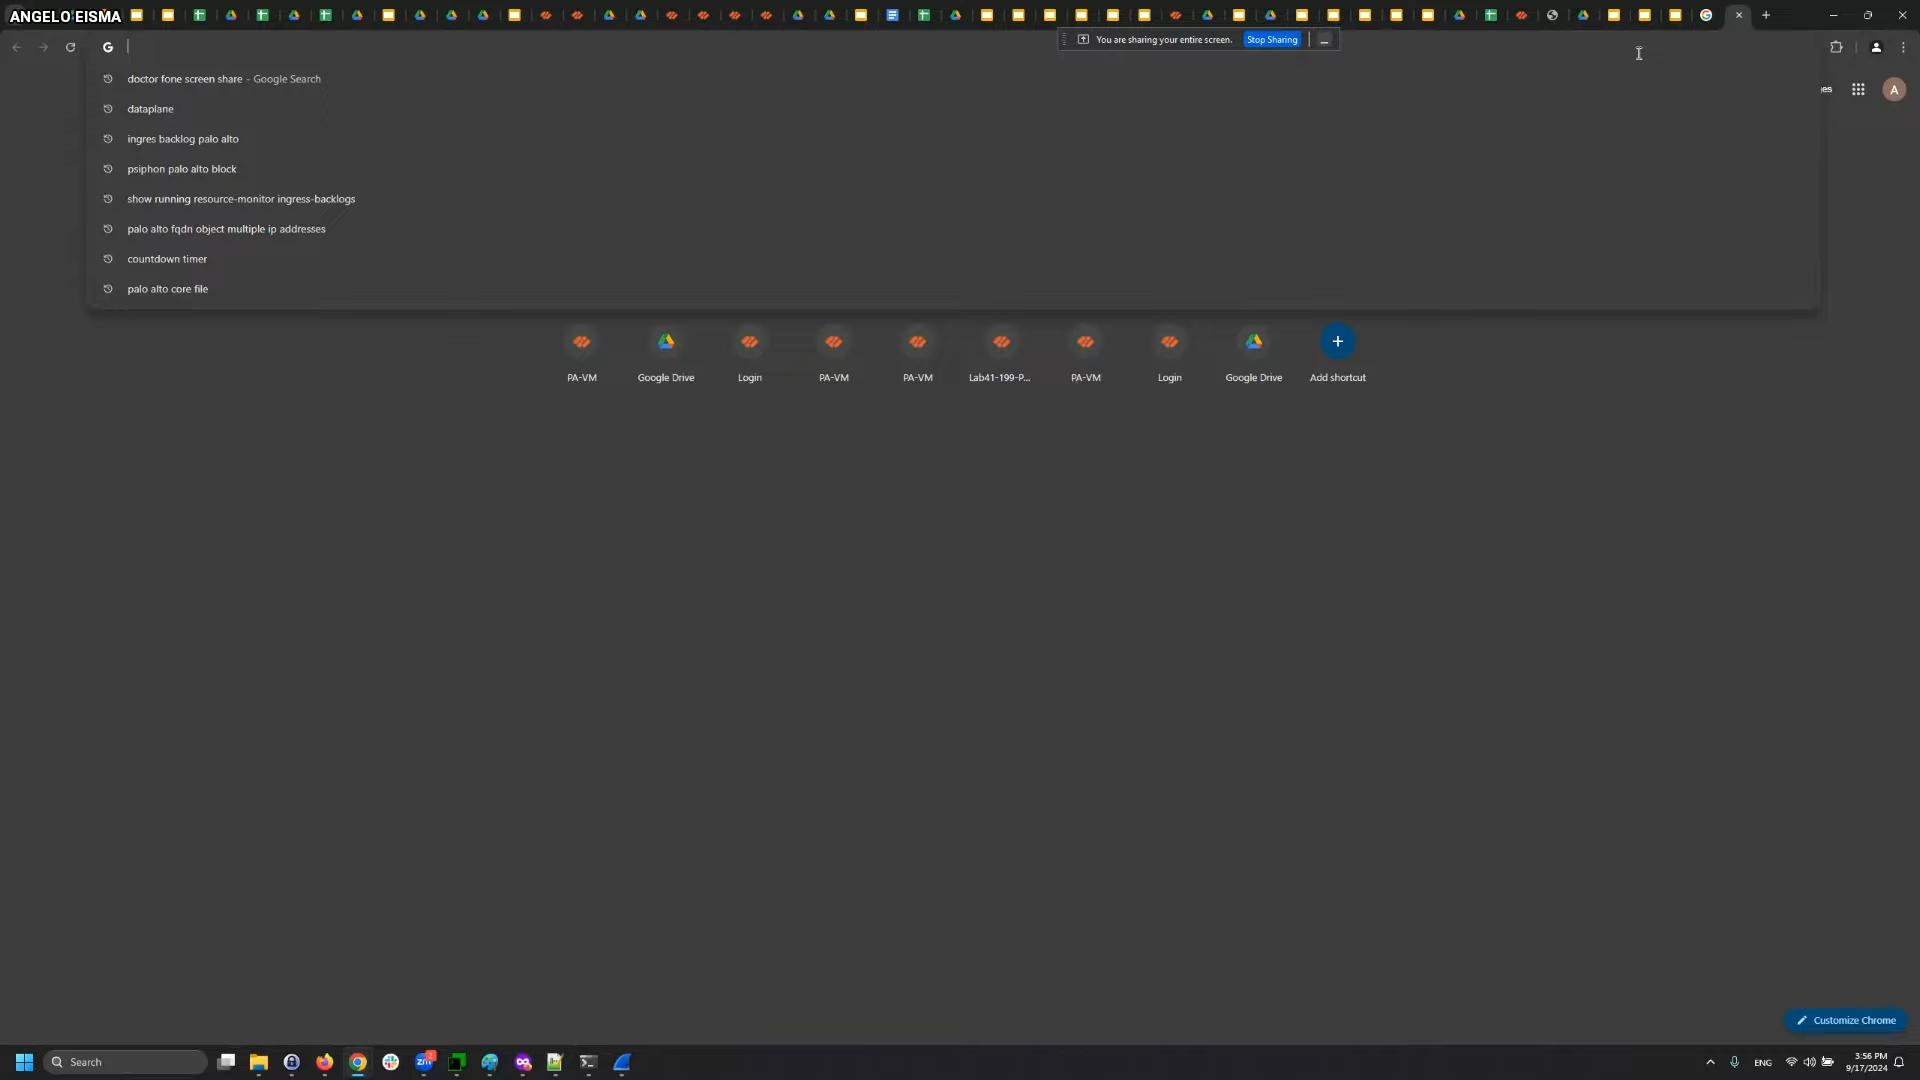 ANGELO EISMA
You are sharing your entire screen. Stop Sharing
doctor fone screen share - Google Search
dataplane
ingres backlog palo alto
psiphon palo alto block
show running resource-monitor ingress-backlogs
palo alto fqdn object multiple ip addresses
countdown timer
palo alto core file
es
A
PA-VM
Google Drive
Login
PA-VM
PA-VM
Lab41-199-P...
PA-VM
Login
Google Drive
Add shortcut
Customize Chrome
Search
zm
2
ENG
3:56 PM
9/17/2024